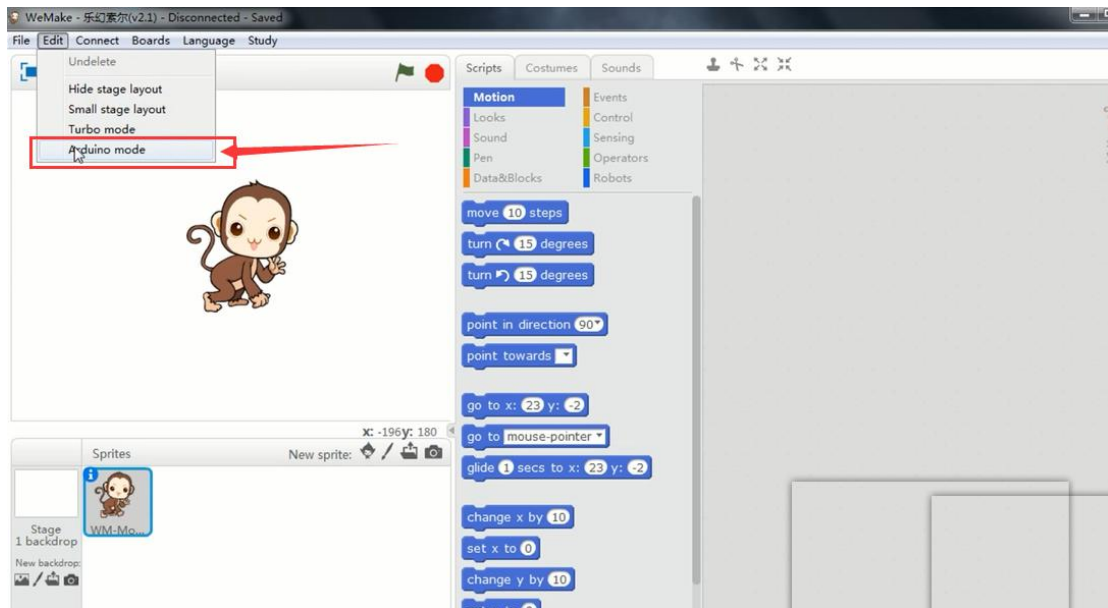 WeMake - 乐幻索尔(v2.1) - Disconnected - Saved
File Edit Connect Boards Language Study
Undelete
Hide stage layout
Small stage layout
Turbo mode
Arduino mode
X: -196 y: 180
Sprites New sprite:
WM-Mo...
Stage
1 backdrop
New backdrop:
Scripts Costumes Sounds
Motion Events
Looks Control
Sound Sensing
Pen Operators
Data&Blocks Robots
move 10 steps
turn 15 degrees
turn 15 degrees
point in direction 90
point towards
go to x: 23 y: -2
go to mouse-pointer
glide 1 secs to x: 23 y: -2
change x by 10
set x to 0
change y by 10